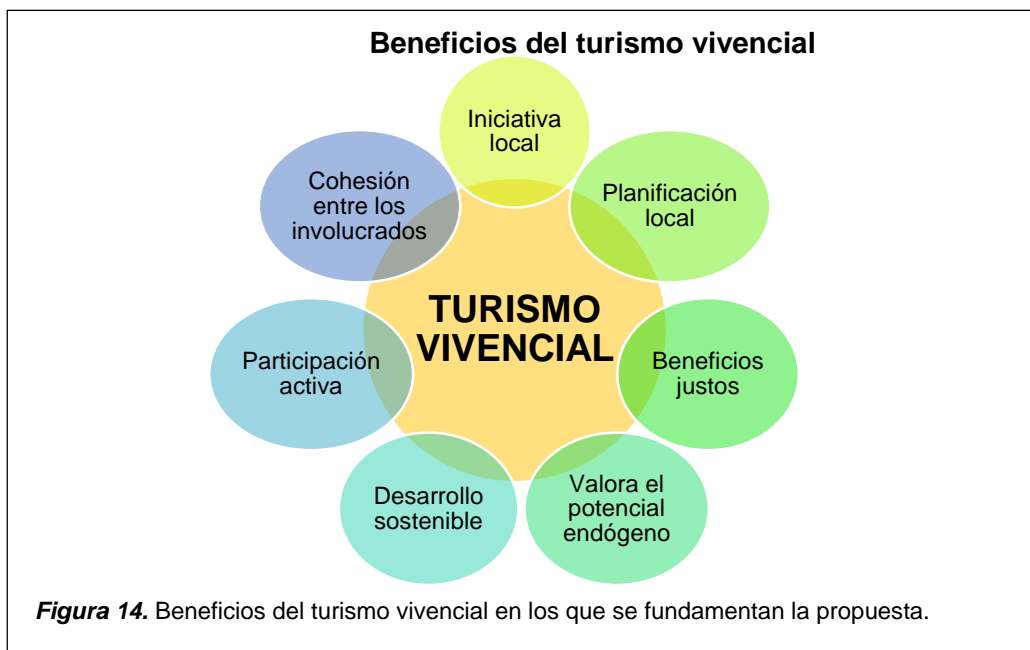 Beneficios del turismo vivencial
Iniciativa
local
Planificación
local
Beneficios
justos
Valora el
potencial
endógeno
Desarrollo
sostenible
Participación
activa
Cohesión
entre los
involucrados
TURISMO
VIVENCIAL
Figura 14. Beneficios del turismo vivencial en los que se fundamentan la propuesta.